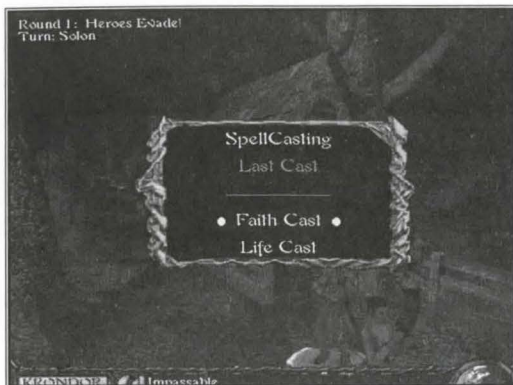 Round 1: Heroes Evade!
Turn: Solon
SpellCasting
Last Cast
Faith Cast
Life Cast
KRONDOR Impassable